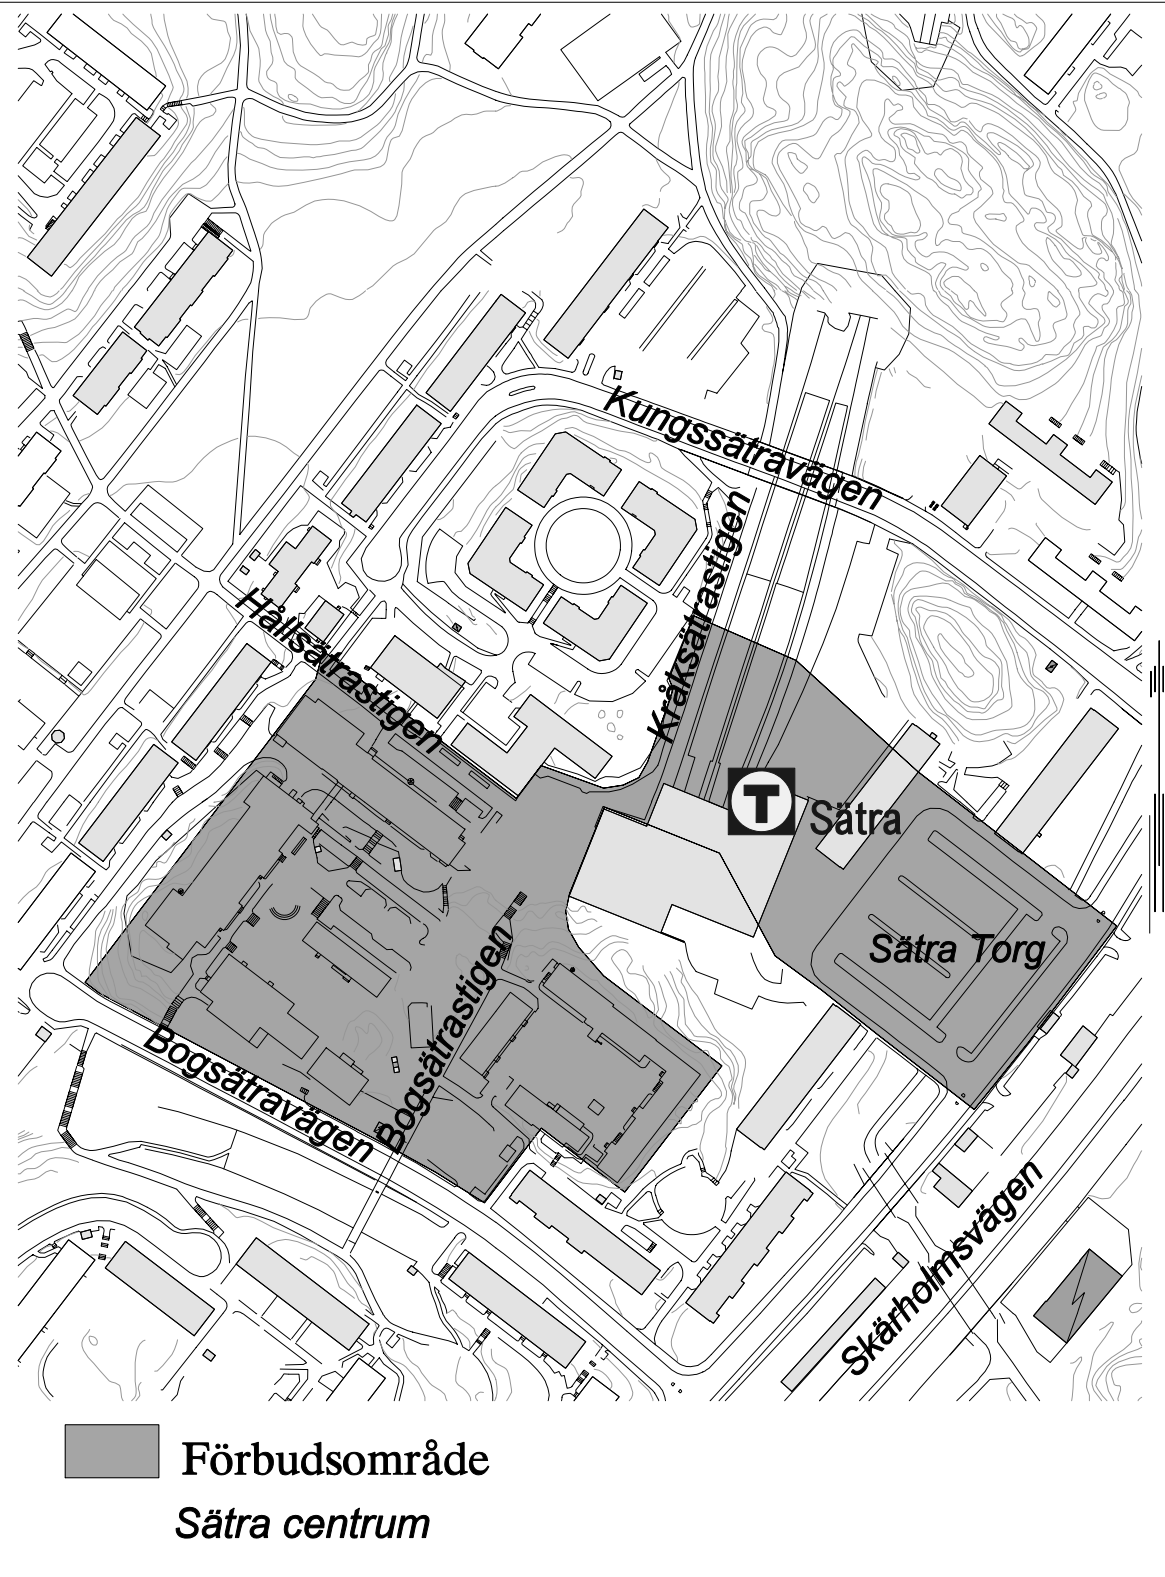 Kungssätravägen
Kråksätrastigen
Hållsätrastigen
T Sätra
Sätra Torg
Bogsätrastigen
Bogsätravägen
Skärholmsvägen
Förbudsområde
Sätra centrum